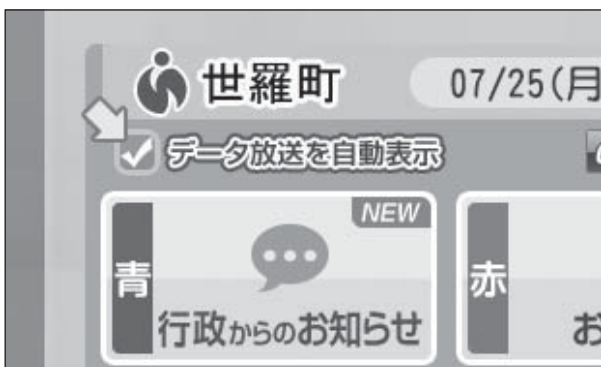 世羅町 07/25(月
データ放送を自動表示
NEW
青
赤
行政からのお知らせ お